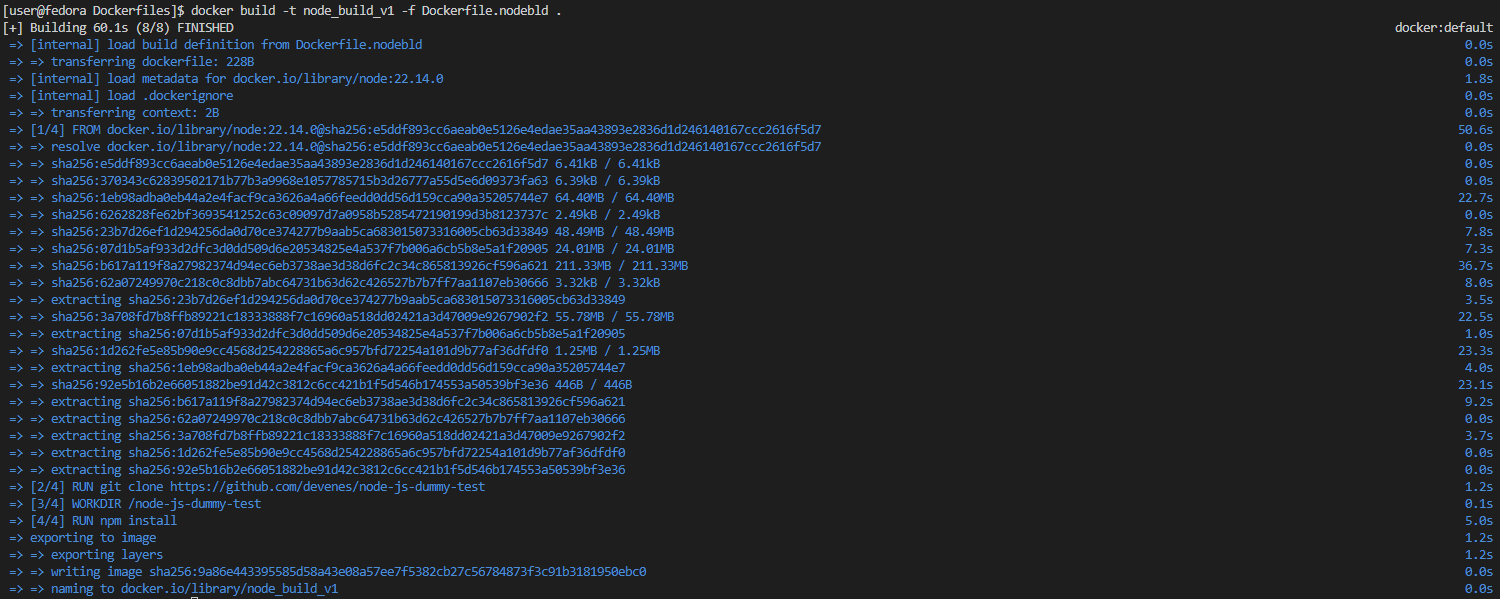 [user@fedora Dockerfiles]$ docker build -t node_build_v1 -f Dockerfile.nodebld .
[+] Building 60.1s (8/8) FINISHED docker:default
=> [internal] load build definition from Dockerfile.nodebld 0.0s
=> => transferring dockerfile: 228B 0.0s
=> [internal] load metadata for docker.io/library/node:22.14.0 1.8s
=> [internal] load .dockerignore 0.0s
=> => transferring context: 2B 0.0s
=> [1/4] FROM docker.io/library/node:22.14.0@sha256:e5ddf893cc6aeab0e5126e4edae35aa43893e2836d1d246140167ccc2616f5d7 50.6s
=> => resolve docker.io/library/node:22.14.0@sha256:e5ddf893cc6aeab0e5126e4edae35aa43893e2836d1d246140167ccc2616f5d7 0.0s
=> => sha256:e5ddf893cc6aeab0e5126e4edae35aa43893e2836d1d246140167ccc2616f5d7 6.41kB / 6.41kB 0.0s
=> => sha256:370343c62839502171b77b3a9968e1057785715b3d26777a55d5e6d09373fa63 6.39kB / 6.39kB 0.0s
=> => sha256:1eb98adba0eb44a2e4facf9ca3626a4a66feedd0dd56d159cca90a35205744e7 64.40MB / 64.40MB 22.7s
=> => sha256:6262828fe62bf3693541252c63c09097d7a0958b5285472190199d3b8123737c 2.49kB / 2.49kB 0.0s
=> => sha256:23b7d26ef1d294256da0d70ce374277b9aab5ca683015073316005cb63d33849 48.49MB / 48.49MB 7.8s
=> => sha256:07d1b5af933d2dfc3d0dd509d6e20534825e4a537f7b006a6cb5b8e5a1f20905 24.01MB / 24.01MB 7.3s
=> => sha256:b617a119f8a27982374d94ec6eb3738ae3d38d6fc2c34c865813926cf596a621 211.33MB / 211.33MB 36.7s
=> => sha256:62a07249970c218c0c8dbb7abc64731b63d62c426527b7b7ff7aa1107eb30666 3.32kB / 3.32kB 8.0s
=> => extracting sha256:23b7d26ef1d294256da0d70ce374277b9aab5ca683015073316005cb63d33849 3.5s
=> => sha256:3a708fd7b8ffb89221c18333888f7c16960a518dd02421a3d47009e9267902f2 55.78MB / 55.78MB 22.5s
=> => extracting sha256:07d1b5af933d2dfc3d0dd509d6e20534825e4a537f7b006a6cb5b8e5a1f20905 1.0s
=> => sha256:1d262fe5e85b90e9cc4568d254228865a6c957bfd72254a101d9b77af36dfdf0 1.25MB / 1.25MB 23.3s
=> => extracting sha256:1eb98adba0eb44a2e4facf9ca3626a4a66feedd0dd56d159cca90a35205744e7 4.0s
=> => sha256:92e5b16b2e66051882be91d42c3812c6cc421b1f5d546b174553a50539bf3e36 446B / 446B 23.1s
=> => extracting sha256:b617a119f8a27982374d94ec6eb3738ae3d38d6fc2c34c865813926cf596a621 9.2s
=> => extracting sha256:62a07249970c218c0c8dbb7abc64731b63d62c426527b7b7ff7aa1107eb30666 0.0s
=> => extracting sha256:3a708fd7b8ffb89221c18333888f7c16960a518dd02421a3d47009e9267902f2 3.7s
=> => extracting sha256:1d262fe5e85b90e9cc4568d254228865a6c957bfd72254a101d9b77af36dfdf0 0.0s
=> => extracting sha256:92e5b16b2e66051882be91d42c3812c6cc421b1f5d546b174553a50539bf3e36 0.0s
=> [2/4] RUN git clone https://github.com/devenes/node-js-dummy-test 1.2s
=> [3/4] WORKDIR /node-js-dummy-test 0.1s
=> [4/4] RUN npm install 5.0s
=> exporting to image 1.2s
=> => exporting layers 1.2s
=> => writing image sha256:9a86e443395585d58a43e08a57ee7f5382cb27c56784873f3c91b3181950ebc0 0.0s
=> => naming to docker.io/library/node_build_v1 0.0s